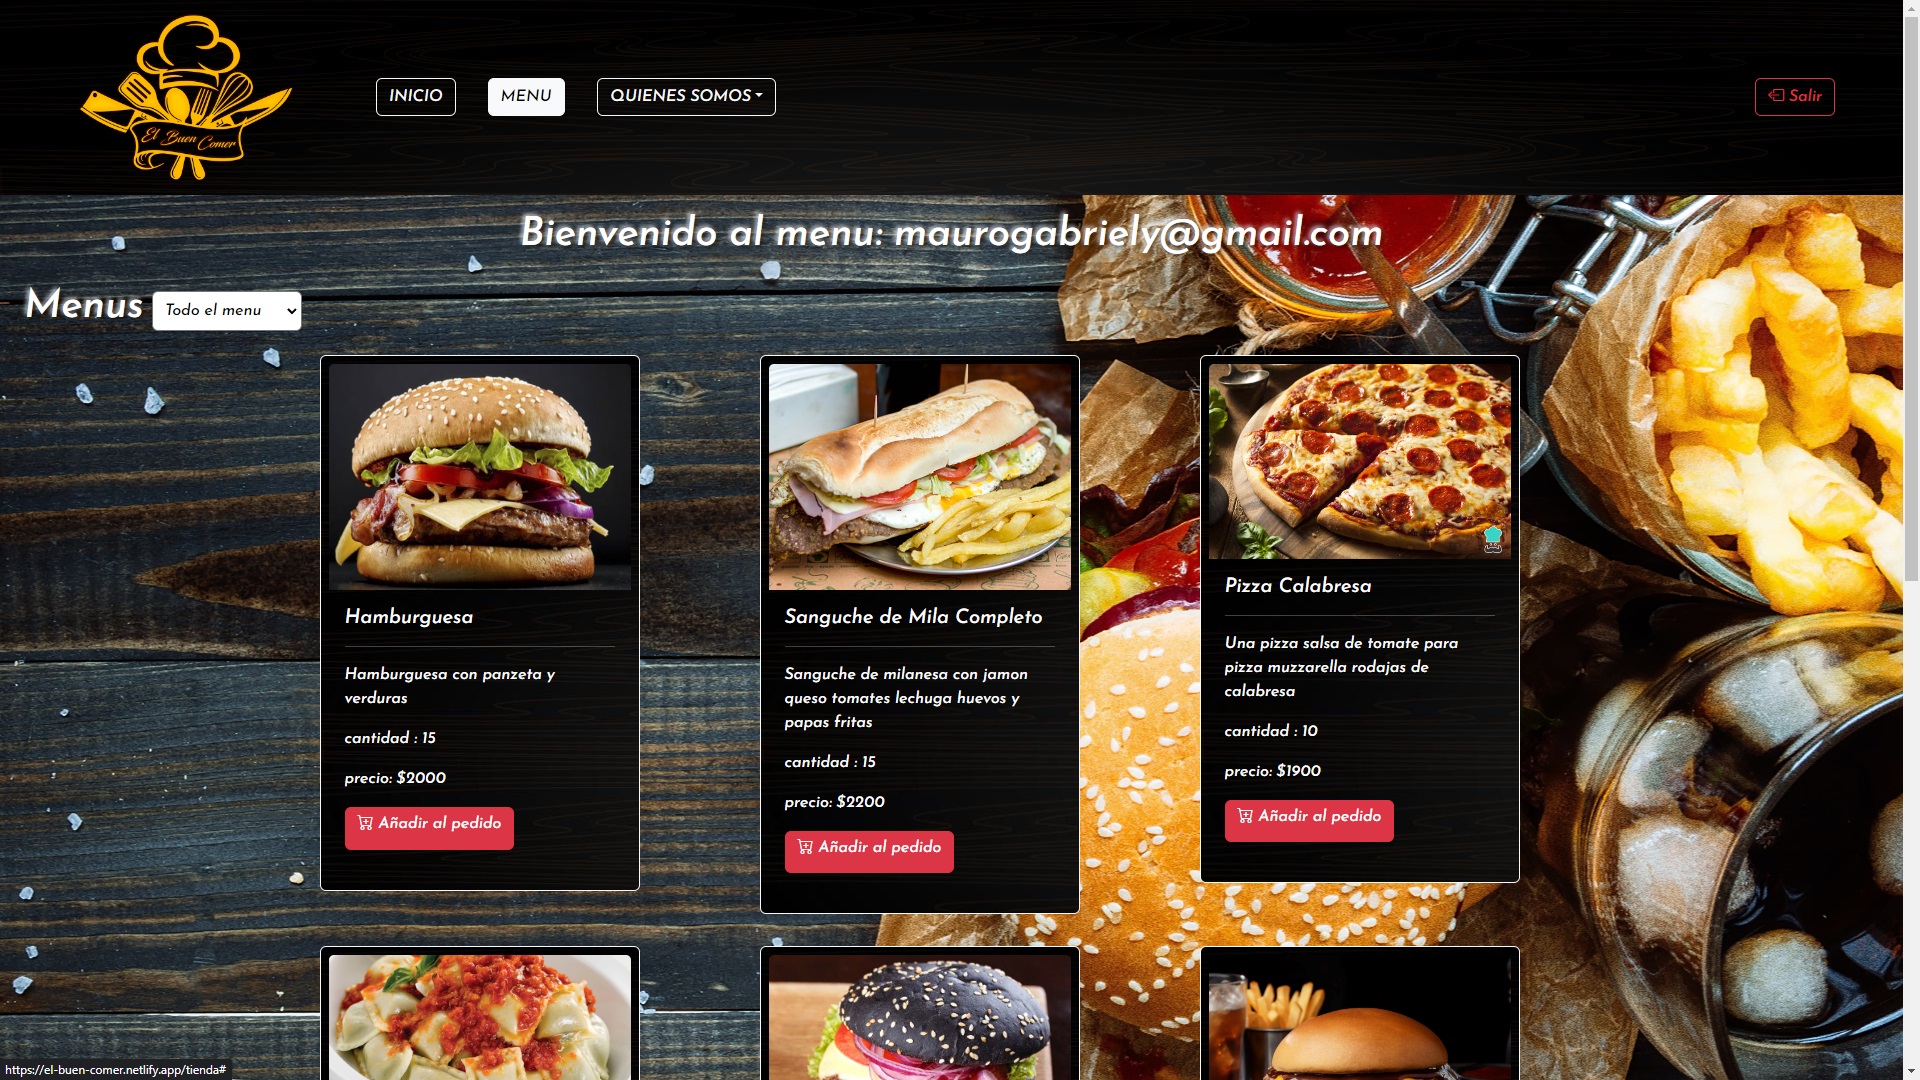 El Buen Comer
INICIO
MENU
QUIENES SOMOS
Salir
Bienvenido al menu: maurogabriely@gmail.com
Menus
Todo el menu
Hamburguesa
Hamburguesa con panzeta y
verduras
cantidad : 15
precio: $2000
Añadir al pedido
Sanguche de Mila Completo
Sanguche de milanesa con jamon
queso tomates lechuga huevos y
papas fritas
cantidad : 15
precio: $2200
Añadir al pedido
Pizza Calabresa
Una pizza salsa de tomate para
pizza muzzarella rodajas de
calabresa
cantidad : 10
precio: $1900
Añadir al pedido
https://el-buen-comer.netlify.app/tienda#